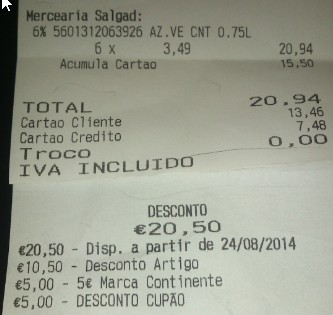 Mercearia Salgad:
6% 5601312063926 AZ.VE CNT 0.75L
6 x 3,49 20,94
Acumula Cartao 15,50
TOTAL 20,94
Cartao Cliente 13,46
Cartao Credito 7,48
Troco 0,00
IVA INCLUIDO
DESCONTO
€20,50
€20,50 - Disp. a partir de 24/08/2014
€10,50 - Desconto Artigo
€5,00 - 5€ Marca Continente
€5,00 - DESCONTO CUPÃO